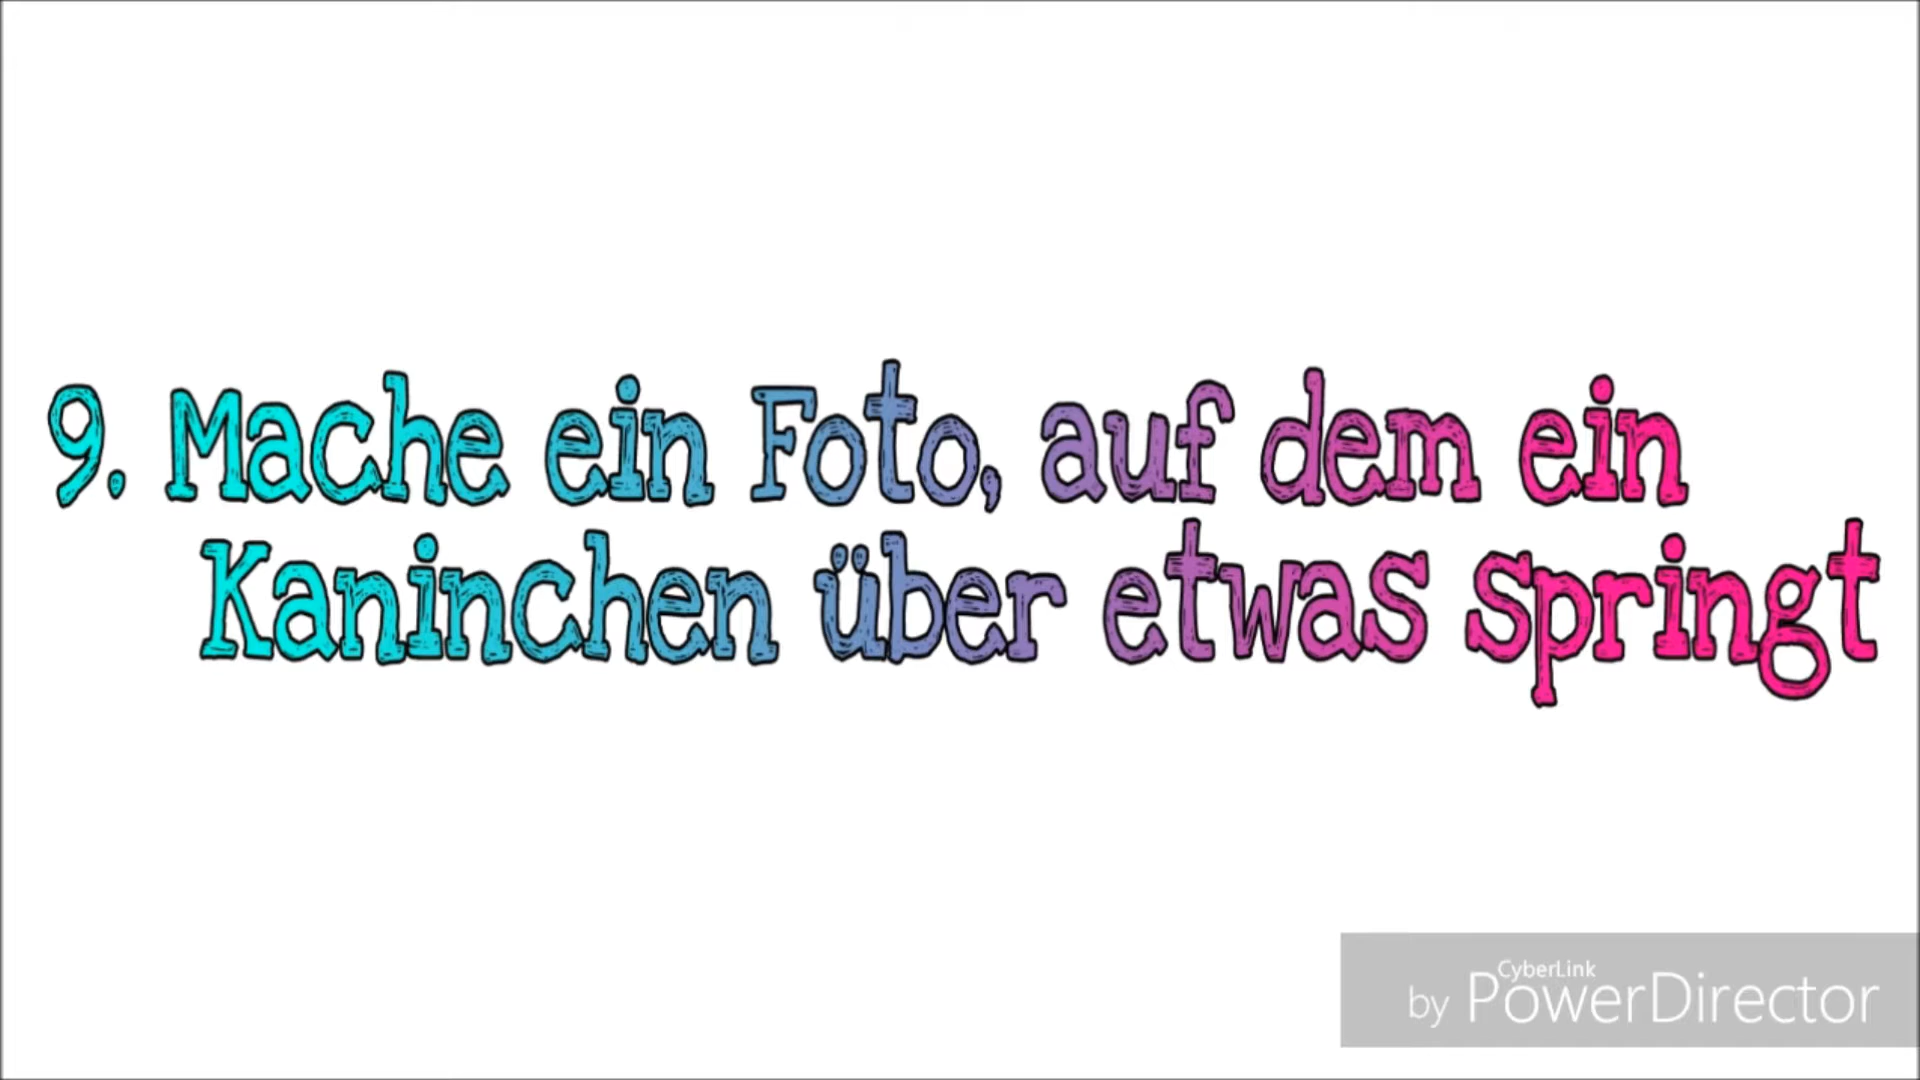 9. Mache ein Foto, auf dem ein
Kaninchen über etwas springt
CyberLink
by PowerDirector